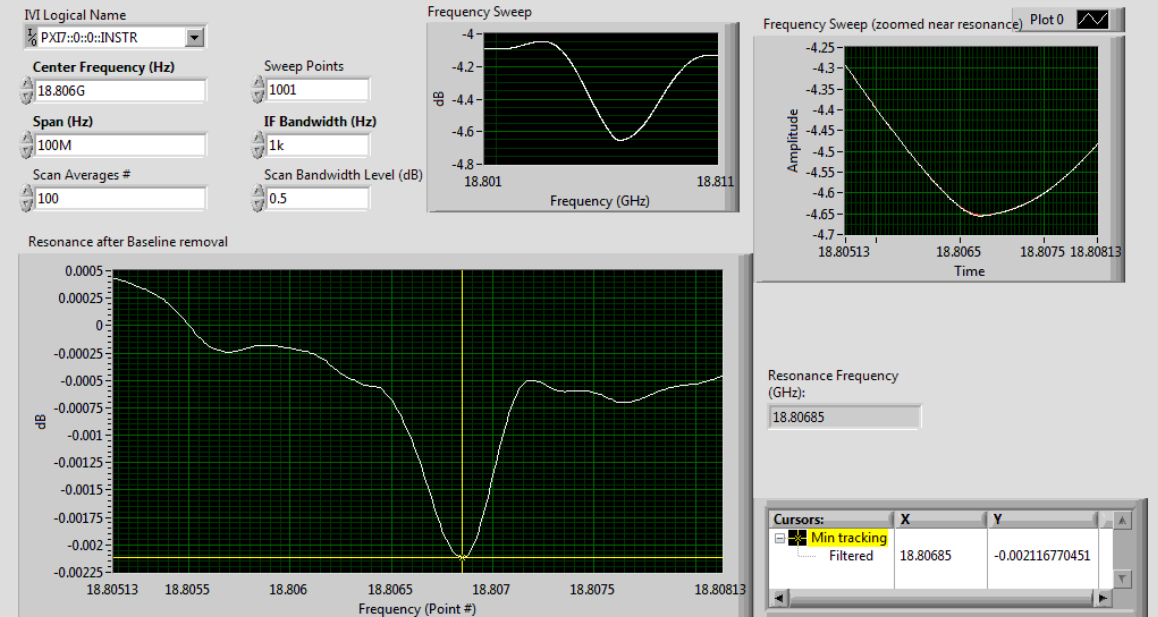 IVI Logical Name
PXI7::0::0::INSTR
Center Frequency (Hz)
18.806G
Span (Hz)
100M
Scan Averages #
100
Sweep Points
1001
IF Bandwidth (Hz)
1k
Scan Bandwidth Level (dB)
0.5
Frequency Sweep
-4
-4.2
-4.4
-4.6
-4.8
dB
18.801 18.811
Frequency (GHz)
Frequency Sweep (zoomed near resonance)
Plot 0
-4.25
-4.3
-4.35
-4.4
-4.45
-4.5
-4.55
-4.6
-4.65
-4.7
Amplitude
18.80513 18.8065 18.8075 18.80813
Time
Resonance after Baseline removal
0.0005
0.00025
0
-0.00025
-0.0005
-0.00075
-0.001
-0.00125
-0.0015
-0.00175
-0.002
-0.00225
dB
18.80513 18.8055 18.806 18.8065 18.807 18.8075 18.80813
Frequency (Point #)
Resonance Frequency
(GHz):
18.80685
Cursors: X Y
Min tracking
Filtered 18.80685 -0.002116770451